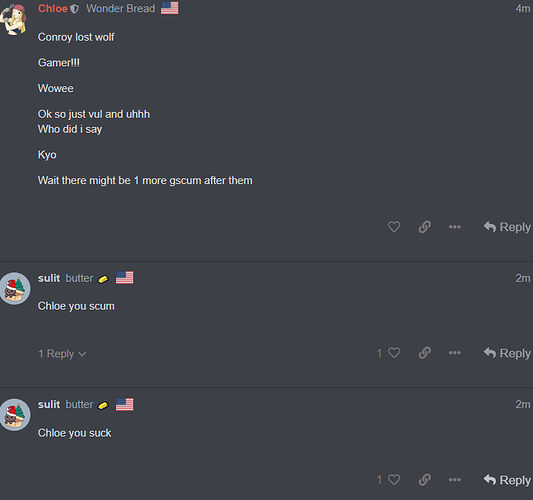 Chloe Wonder Bread 4m
Conroy lost wolf
Gamer!!!
Wowee
Ok so just vul and uhhh
Who did i say
Kyo
Wait there might be 1 more gscum after them
Reply
sulit butter 2m
Chloe you scum
1 Reply 1 Reply
sulit butter 2m
Chloe you suck
1 Reply